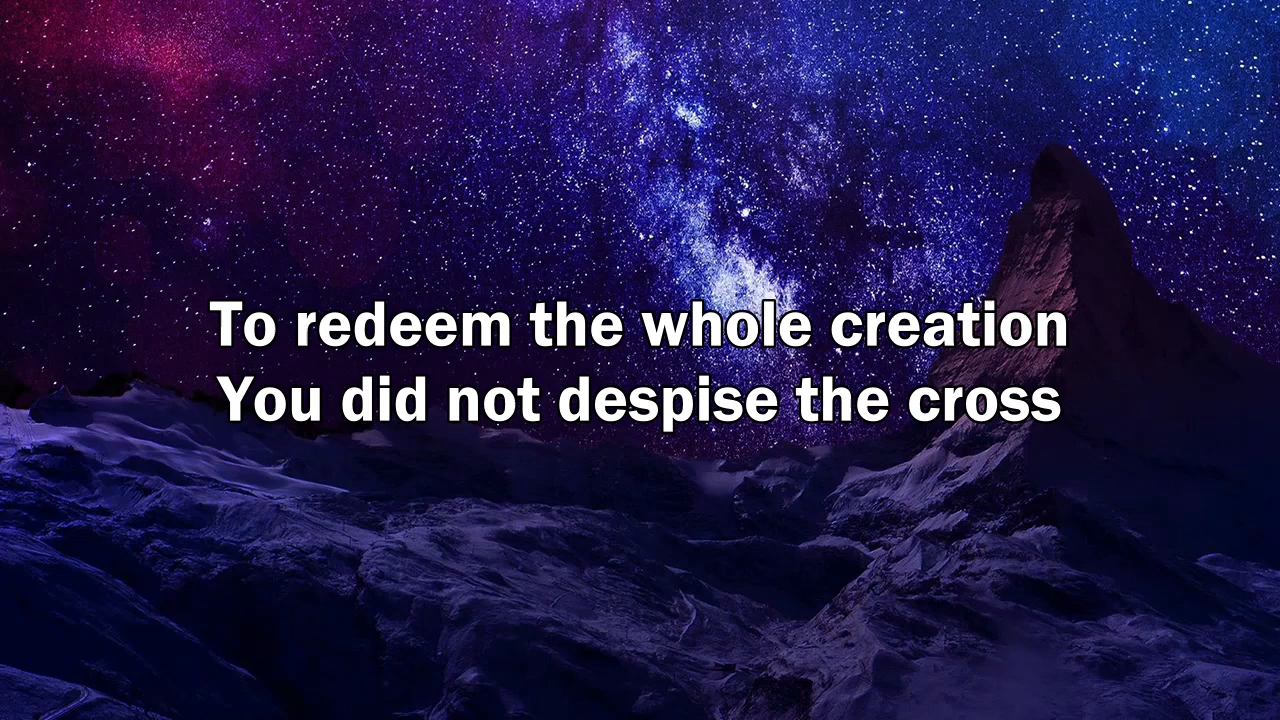 To redeem the whole creation
You did not despise the cross